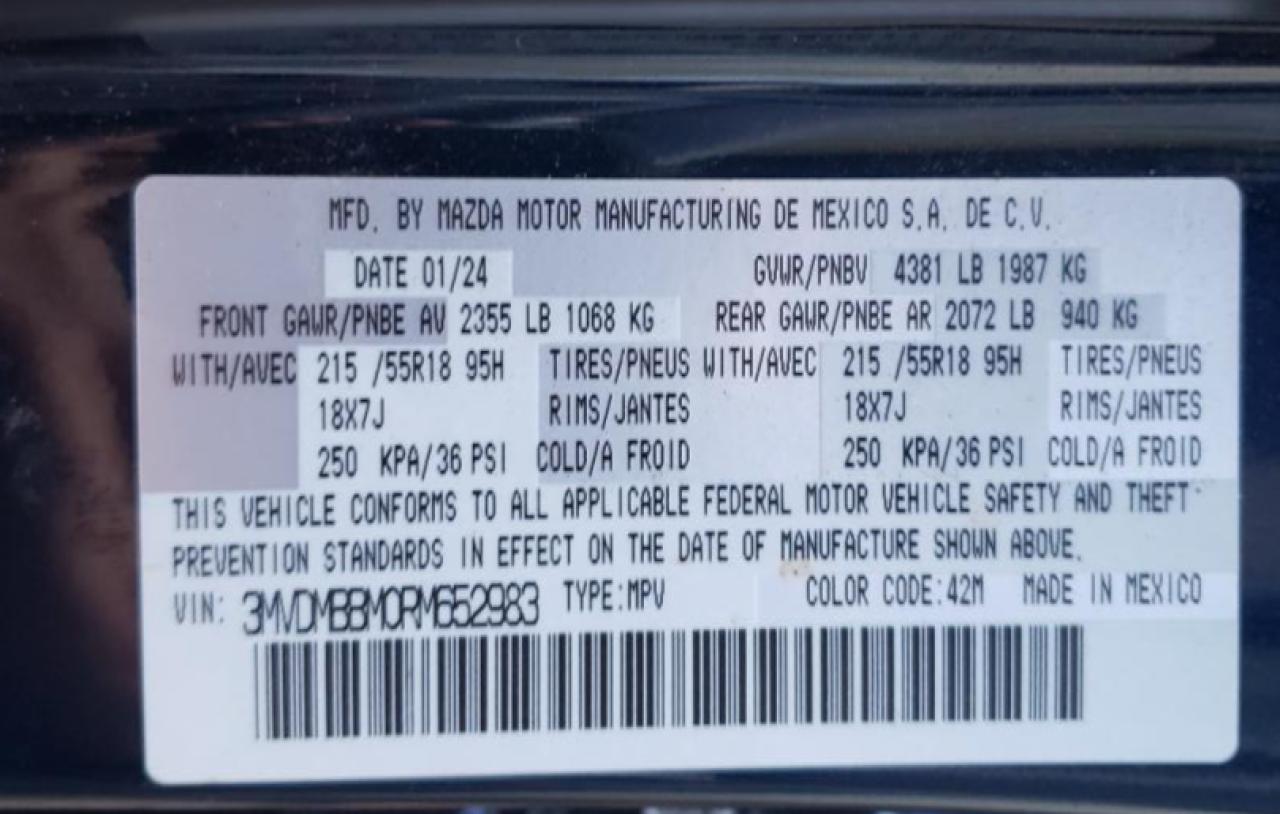 MFD. BY MAZDA MOTOR MANUFACTURING DE MEXICO S.A. DE C.V.
DATE 01/24 GVWR/PNBV 4381 LB 1987 KG
FRONT GAWR/PNBE AV 2355 LB 1068 KG REAR GAWR/PNBE AR 2072 LB 940 KG
WITH/AVEC 215 /55R18 95H TIRES/PNEUS WITH/AVEC 215 /55R18 95H TIRES/PNEUS
18X7J RIMS/JANTES 18X7J RIMS/JANTES
250 KPA/36 PSI COLD/A FROID 250 KPA/36 PSI COLD/A FROID
THIS VEHICLE CONFORMS TO ALL APPLICABLE FEDERAL MOTOR VEHICLE SAFETY AND THEFT
PREVENTION STANDARDS IN EFFECT ON THE DATE OF MANUFACTURE SHOWN ABOVE.
VIN: 3MVDMBBM0RM652983 TYPE:MPV COLOR CODE:42M MADE IN MEXICO